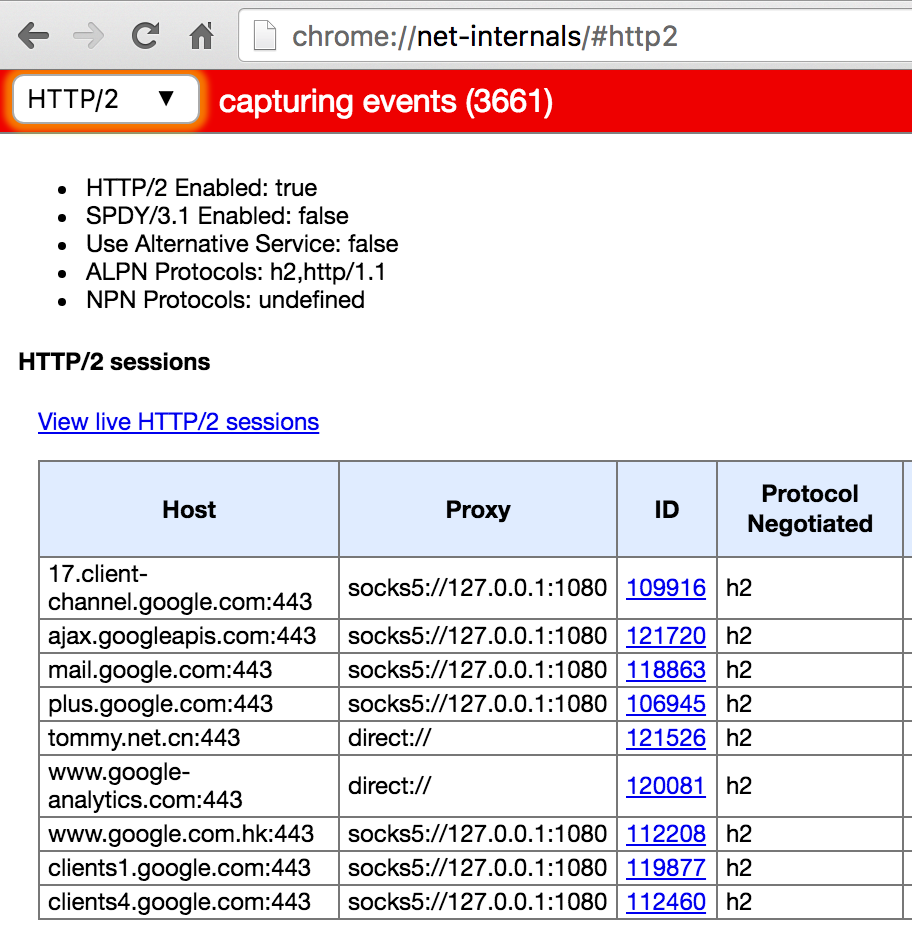 chrome://net-internals/#http2
HTTP/2 ▼ capturing events (3661)
• HTTP/2 Enabled: true
• SPDY/3.1 Enabled: false
• Use Alternative Service: false
• ALPN Protocols: h2,http/1.1
• NPN Protocols: undefined
HTTP/2 sessions
View live HTTP/2 sessions
Host Proxy ID Protocol
Negotiated
17.client-
channel.google.com:443 socks5://127.0.0.1:1080 109916 h2
ajax.googleapis.com:443 socks5://127.0.0.1:1080 121720 h2
mail.google.com:443 socks5://127.0.0.1:1080 118863 h2
plus.google.com:443 socks5://127.0.0.1:1080 106945 h2
tommy.net.cn:443 direct:// 121526 h2
www.google-
analytics.com:443 direct:// 120081 h2
www.google.com.hk:443 socks5://127.0.0.1:1080 112208 h2
clients1.google.com:443 socks5://127.0.0.1:1080 119877 h2
clients4.google.com:443 socks5://127.0.0.1:1080 112460 h2